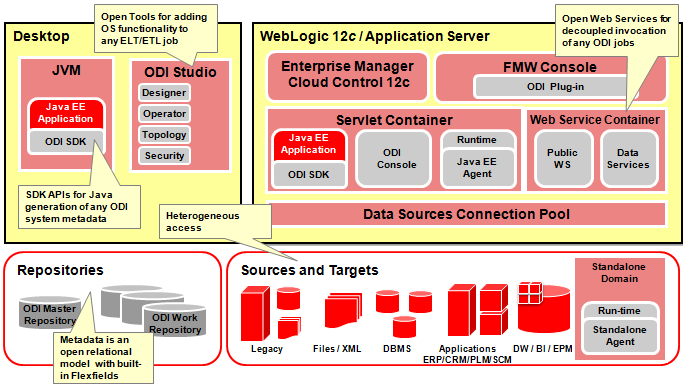 Open Tools for adding
OS functionality to
any ELT/ETL job
Desktop
JVM
Java EE
Application
ODI SDK
ODI Studio
Designer
Operator
Topology
Security
SDK APIs for Java
generation of any ODI
system metadata
WebLogic 12c / Application Server
Open Web Services for
decoupled invocation
of any ODI jobs
Enterprise Manager
Cloud Control 12c
FMW Console
ODI Plug-in
Servlet Container
Java EE
Application
ODI SDK
ODI
Console
Runtime
Java EE
Agent
Web Service Container
Public
WS
Data
Services
Data Sources Connection Pool
Heterogeneous
access
Repositories
ODI Master
Repository
ODI Work
Repository
Metadata is an
open relational
model with built-
in Flexfields
Sources and Targets
Legacy
Files / XML
DBMS
Applications
ERP/CRM/PLM/SCM
DW / BI / EPM
Standalone
Domain
Run-time
Standalone
Agent